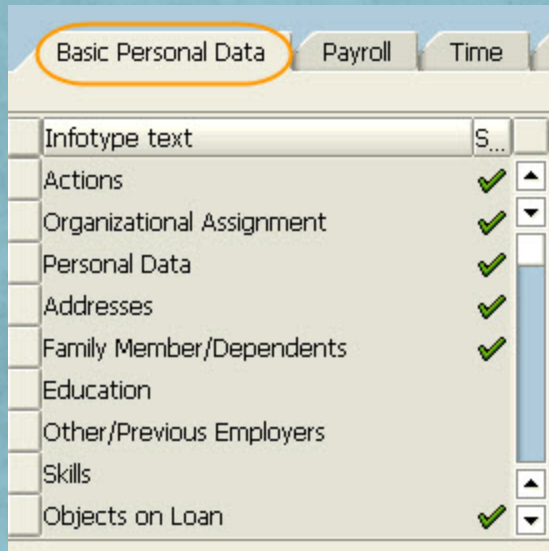 Basic Personal Data Payroll Time
Infotype text S...
Actions
Organizational Assignment
Personal Data
Addresses
Family Member/Dependents
Education
Other/Previous Employers
Skills
Objects on Loan